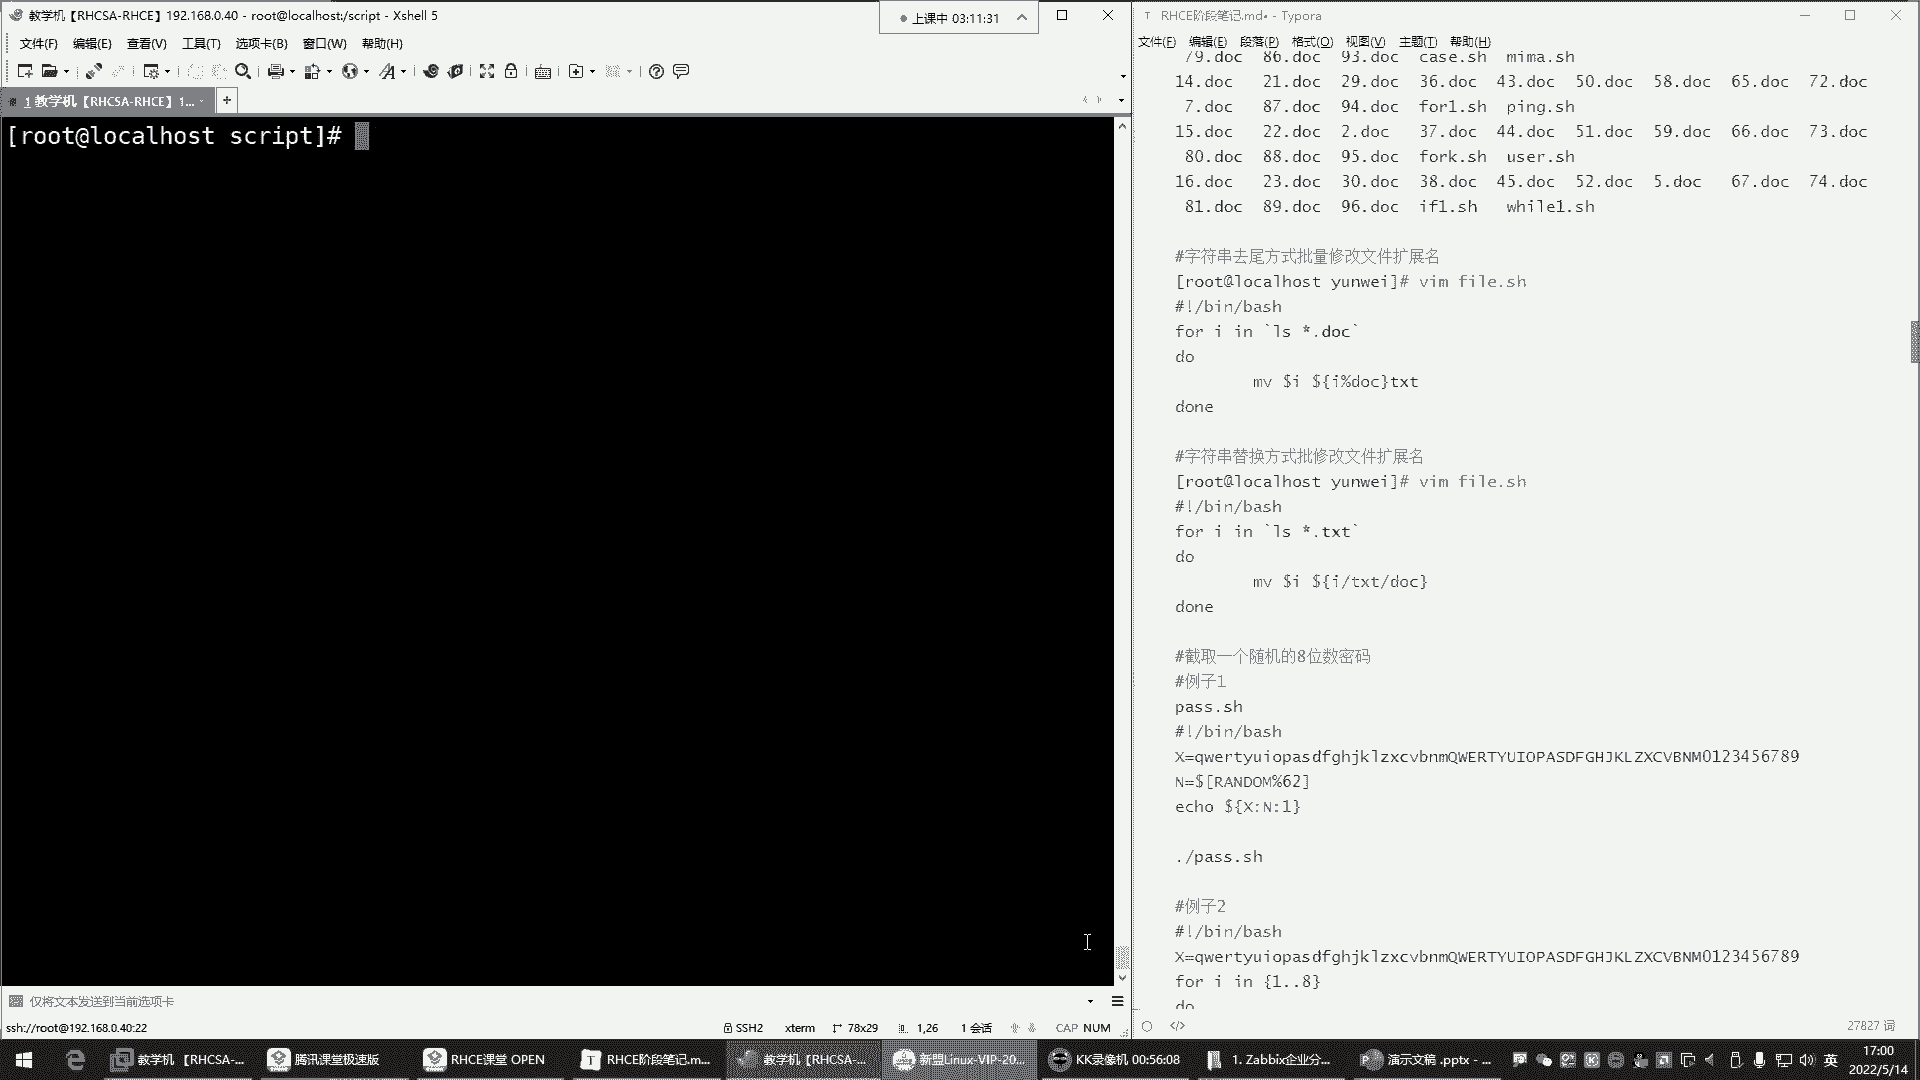 教学机【RHCSA-RHCE】192.168.0.40 - root@localhost:/script - Xshell 5
上课中 03:11:31
文件(F) 编辑(E) 查看(V) 工具(T) 选项卡(B) 窗口(W) 帮助(H)
1 教学机【RHCSA-RHCE】1...
+
[root@localhost script]#
仅将文本发送到当前选项卡
ssh://root@192.168.0.40:22
SSH2 xterm 78x29 1,26 1 会话 CAP NUM
RHCE阶段笔记.md• - Typora
文件(F) 编辑(E) 段落(P) 格式(O) 视图(V) 主题(T) 帮助(H)
79.doc 86.doc 93.doc case.sh mima.sh
14.doc 21.doc 29.doc 36.doc 43.doc 50.doc 58.doc 65.doc 72.doc
7.doc 87.doc 94.doc for1.sh ping.sh
15.doc 22.doc 2.doc 37.doc 44.doc 51.doc 59.doc 66.doc 73.doc
80.doc 88.doc 95.doc fork.sh user.sh
16.doc 23.doc 30.doc 38.doc 45.doc 52.doc 5.doc 67.doc 74.doc
81.doc 89.doc 96.doc if1.sh while1.sh
#字符串去尾方式批量修改文件扩展名
[root@localhost yunwei]# vim file.sh
#!/bin/bash
for i in `ls *.doc`
do
mv $i ${i%doc}txt
done
#字符串替换方式批修改文件扩展名
[root@localhost yunwei]# vim file.sh
#!/bin/bash
for i in `ls *.txt`
do
mv $i ${i/txt/doc}
done
#截取一个随机的8位数密码
#例子1
pass.sh
#!/bin/bash
X=qwertyuiopasdfghjklzxcvbnmQWERTYUIOPASDFGHJKLZXCVBNM0123456789
N=$[RANDOM%62]
echo ${X:N:1}
./pass.sh
#例子2
#!/bin/bash
X=qwertyuiopasdfghjklzxcvbnmQWERTYUIOPASDFGHJKLZXCVBNM0123456789
for i in {1..8}
do
27827 词
教学机 【RHCSA-... 腾讯课堂极速版 RHCE课堂 OPEN RHCE阶段笔记.m... 教学机【RHCSA-... 新盟Linux-VIP-20... KK录像机 00:56:08 1. Zabbix企业分... 演示文稿 .pptx - ... 英
17:00
2022/5/14